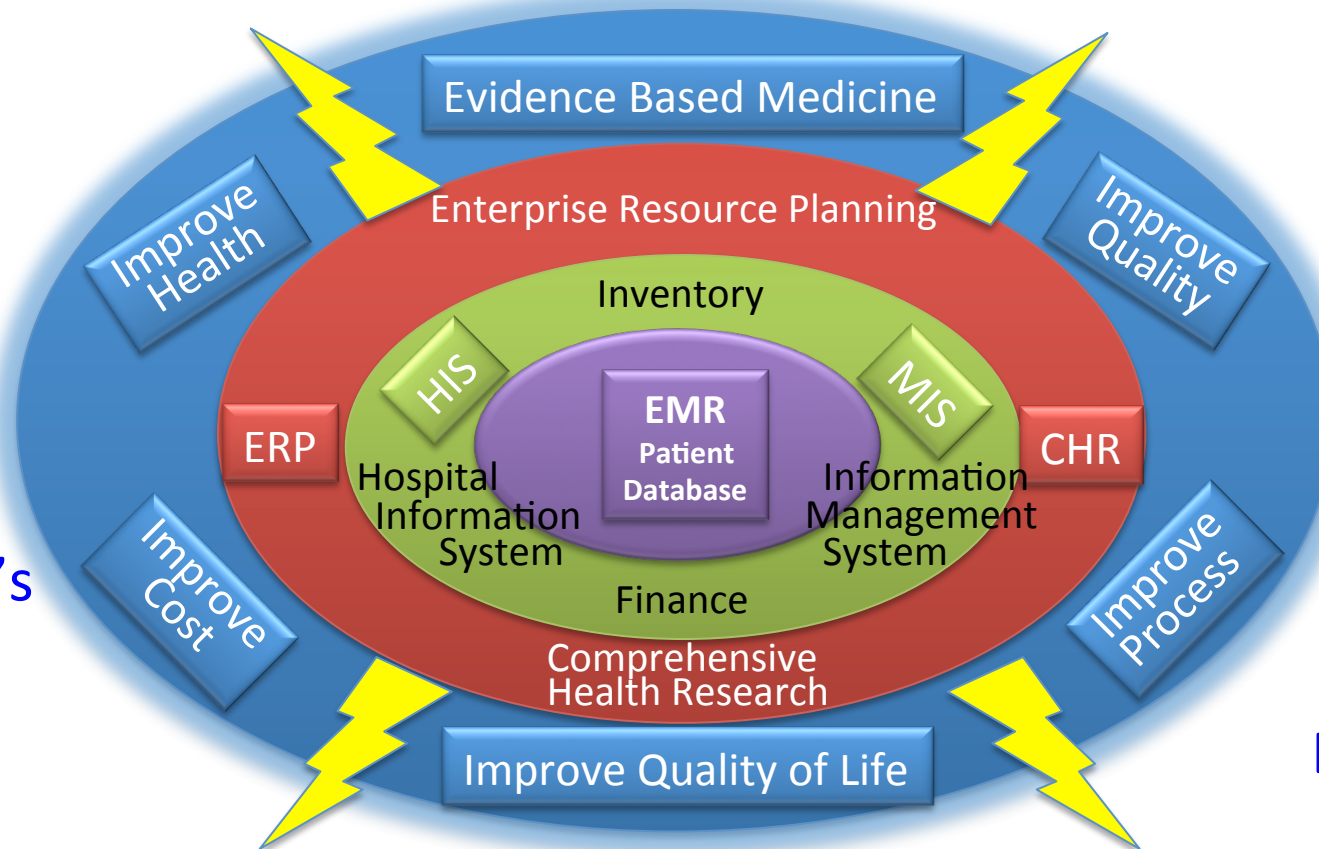 Evidence Based Medicine
Improve
Health
Improve
Quality
Enterprise Resource Planning
Inventory
HIS
MIS
EMR
Patient
Database
ERP
CHR
Hospital
Information
System
Information
Management
System
Finance
Improve
Cost
Improve
Process
Comprehensive
Health Research
Improve Quality of Life
's